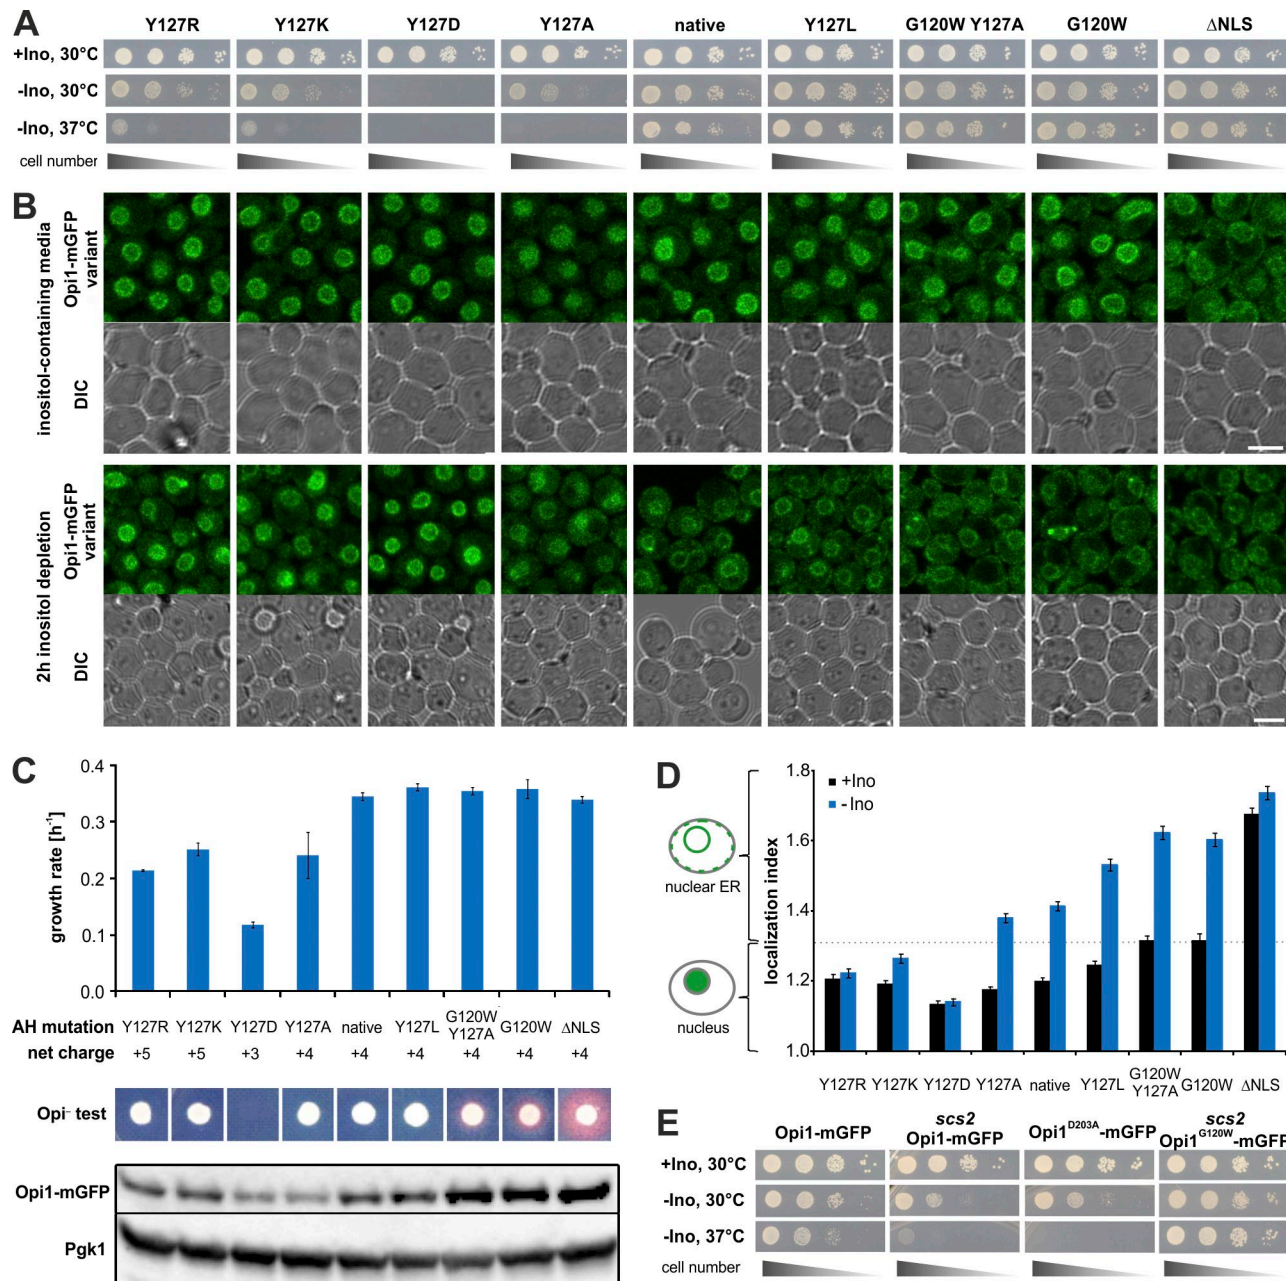 A
Y127R Y127K Y127D Y127A native Y127L G120W Y127A G120W ΔNLS
+Ino, 30°C
-Ino, 30°C
-Ino, 37°C
cell number
B
inositol-containing media
Opi1-mGFP
variant
DIC
2h inositol depletion
Opi1-mGFP
variant
DIC
C
growth rate [h⁻¹]
0.4
0.3
0.2
0.1
0.0
AH mutation Y127R Y127K Y127D Y127A native Y127L G120W Y127A G120W ΔNLS
net charge +5 +5 +3 +4 +4 +4 +4 +4 +4
Opi⁻ test
Opi1-mGFP
Pgk1
D
nuclear ER
nucleus
localization index
1.8
1.6
1.4
1.2
1.0
+Ino
-Ino
Y127R Y127K Y127D Y127A native Y127L G120W Y127A G120W ΔNLS
E
Opi1-mGFP
scs2
Opi1-mGFP
Opi1ᴰ²⁰³ᴬ-mGFP
scs2
Opi1ᴳ¹²⁰ᵂ-mGFP
+Ino, 30°C
-Ino, 30°C
-Ino, 37°C
cell number